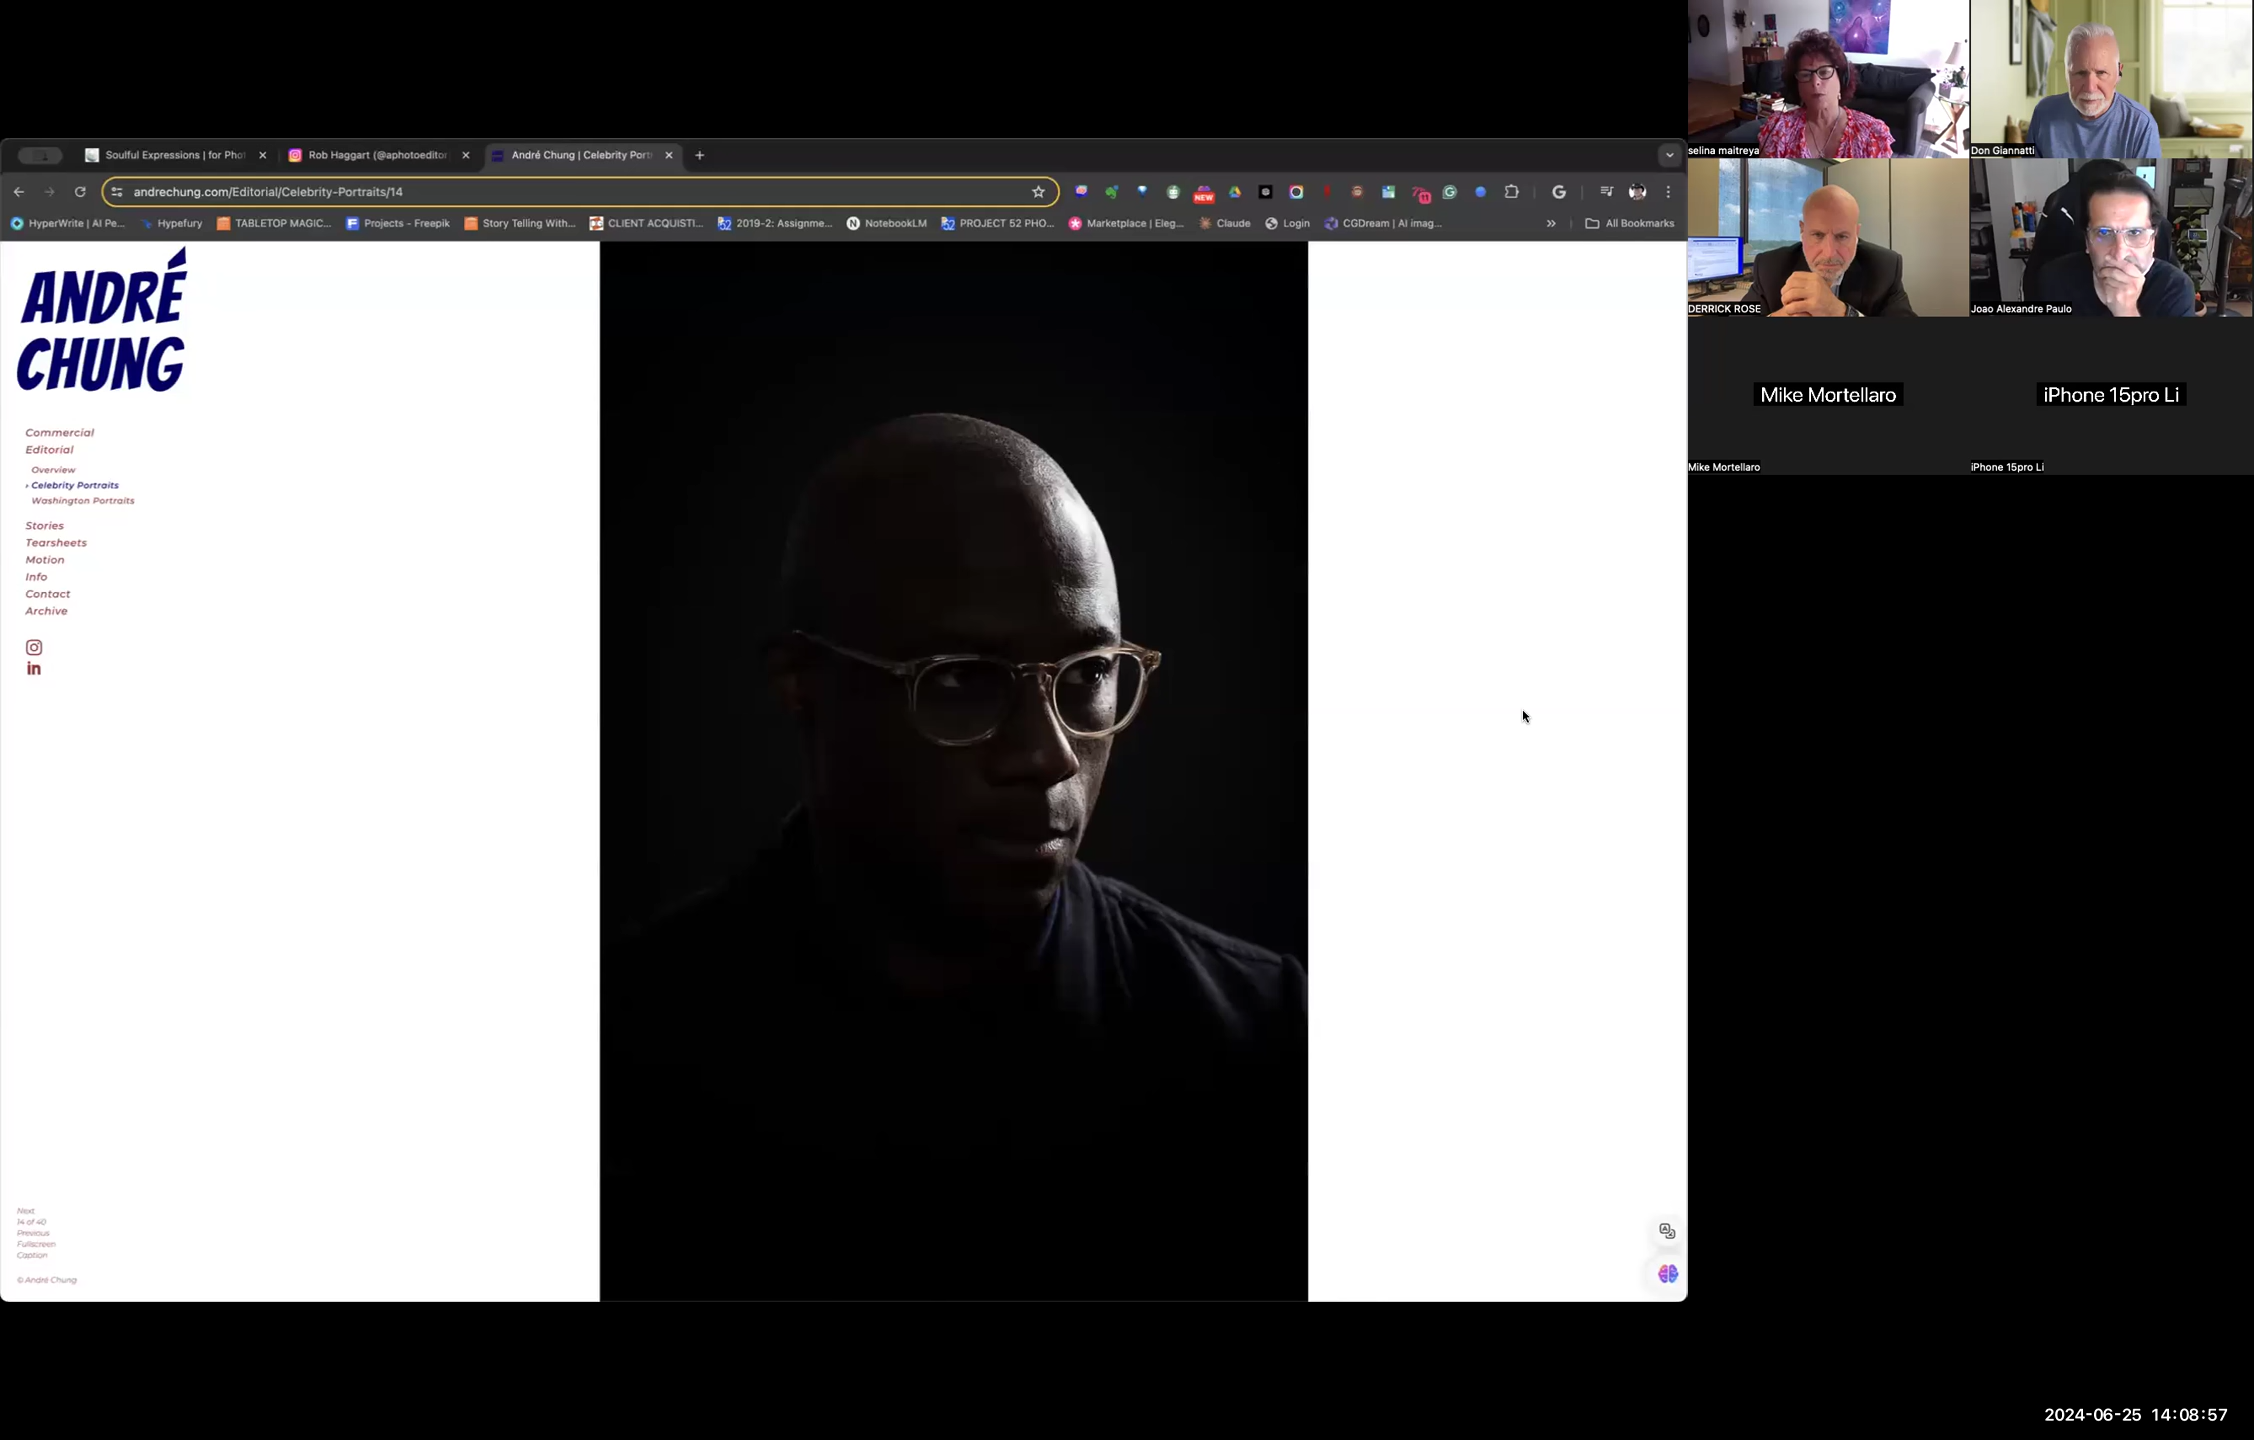 Soulful Expressions | for Phot
Rob Haggart (@aphotoeditor
André Chung | Celebrity Portr
andrechung.com/Editorial/Celebrity-Portraits/14
NEW
11
HyperWrite | AI Pe...
Hypefury
TABLETOP MAGIC...
Projects - Freepik
Story Telling With...
CLIENT ACQUISTI...
2019-2: Assignme...
NotebookLM
PROJECT 52 PHO...
Marketplace | Eleg...
Claude
Login
CGDream | AI imag...
»
All Bookmarks
ANDRÉ
CHUNG
Commercial
Editorial
Overview
› Celebrity Portraits
Washington Portraits
Stories
Tearsheets
Motion
Info
Contact
Archive
in
Next
14 of 40
Previous
Fullscreen
Caption
© André Chung
selina maitreya
Don Giannatti
DERRICK ROSE
Joao Alexandre Paulo
Mike Mortellaro
iPhone 15pro Li
Mike Mortellaro
iPhone 15pro Li
2024-06-25 14:08:57